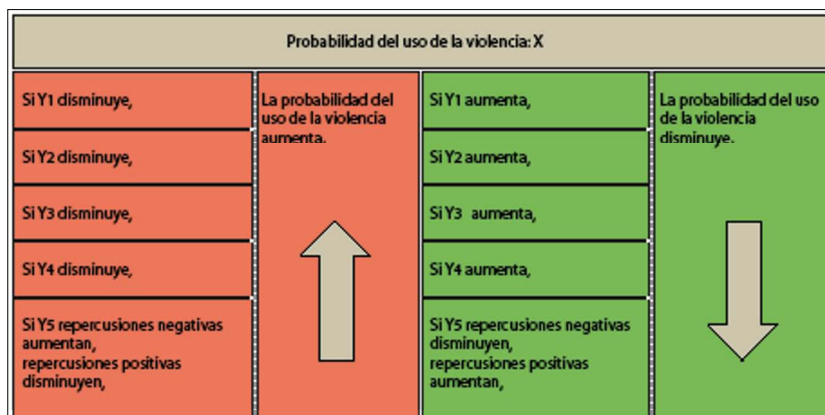 Probabilidad del uso de la violencia: X
Si Y1 disminuye,
Si Y2 disminuye,
Si Y3 disminuye,
Si Y4 disminuye,
Si Y5 repercusiones negativas
aumentan,
repercusiones positivas
disminuyen,
La probabilidad del
uso de la violencia
aumenta.
Si Y1 aumenta,
Si Y2 aumenta,
Si Y3 aumenta,
Si Y4 aumenta,
Si Y5 repercusiones negativas
disminuyen,
repercusiones positivas
aumentan,
La probabilidad del uso
de la violencia
disminuye.